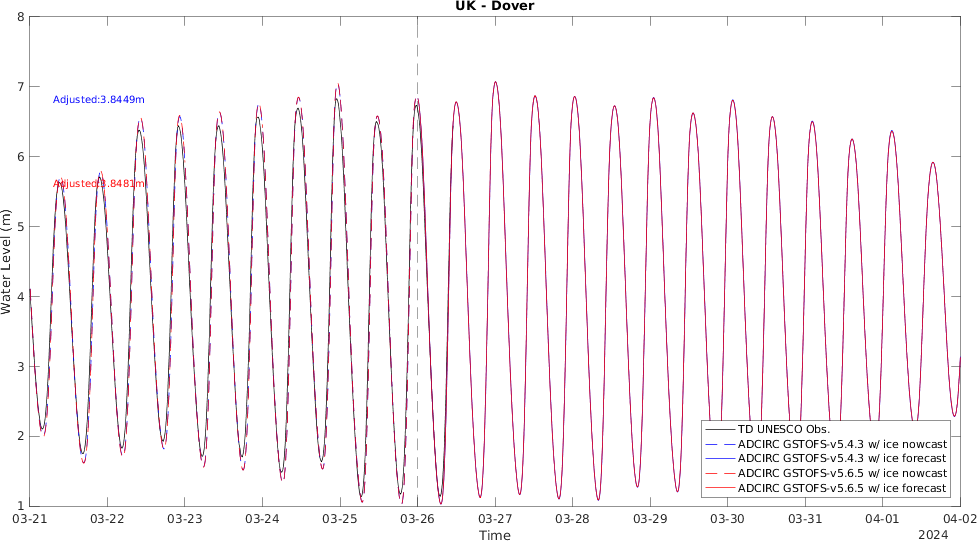 UK - Dover
8
7
6
5
4
3
2
1
Water Level (m)
Adjusted:3.8449m
Adjusted:3.8481m
TD UNESCO Obs.
ADCIRC GSTOFS-v5.4.3 w/ ice nowcast
ADCIRC GSTOFS-v5.4.3 w/ ice forecast
ADCIRC GSTOFS-v5.6.5 w/ ice nowcast
ADCIRC GSTOFS-v5.6.5 w/ ice forecast
03-21 03-22 03-23 03-24 03-25 03-26 03-27 03-28 03-29 03-30 03-31 04-01 04-02
Time
2024